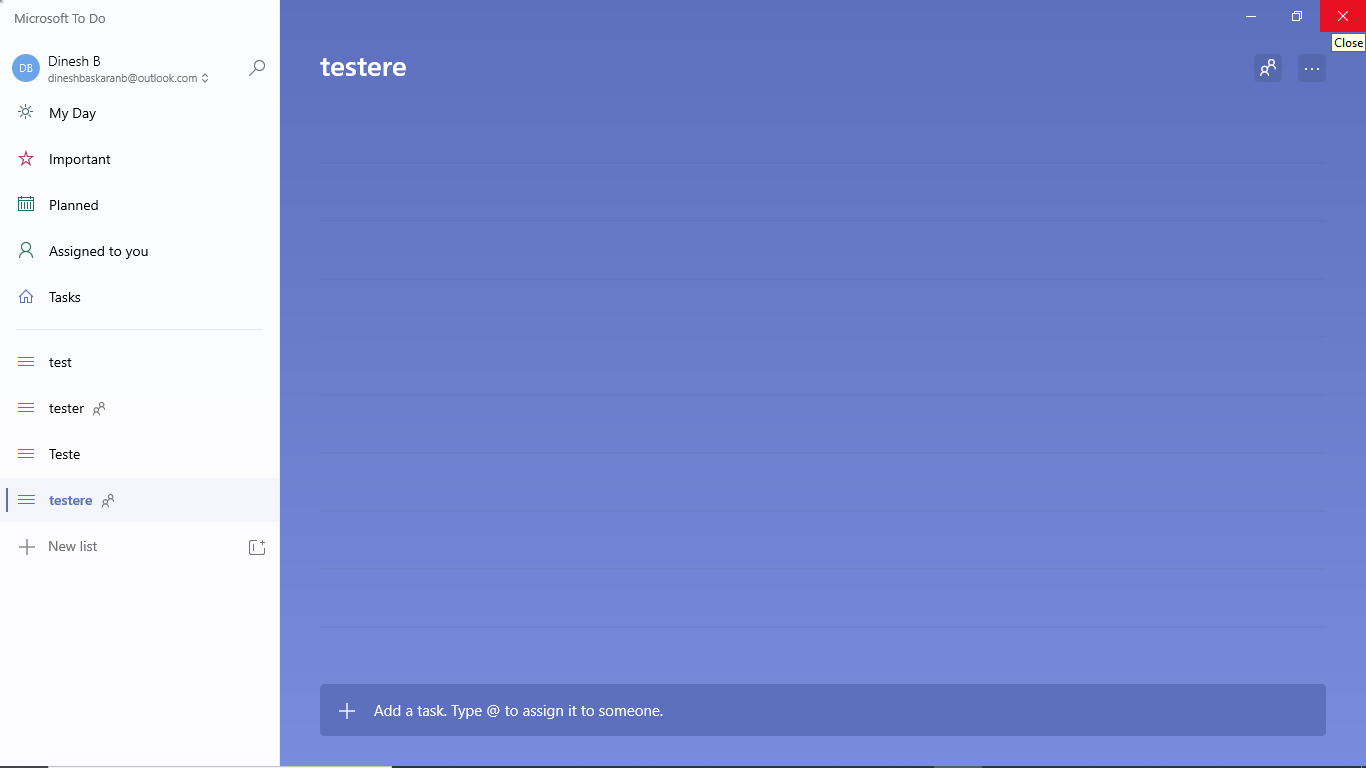 Microsoft To Do
Close
DB
Dinesh B
dineshbaskaranb@outlook.com
My Day
Important
Planned
Assigned to you
Tasks
test
tester
Teste
testere
New list
testere
Add a task. Type @ to assign it to someone.